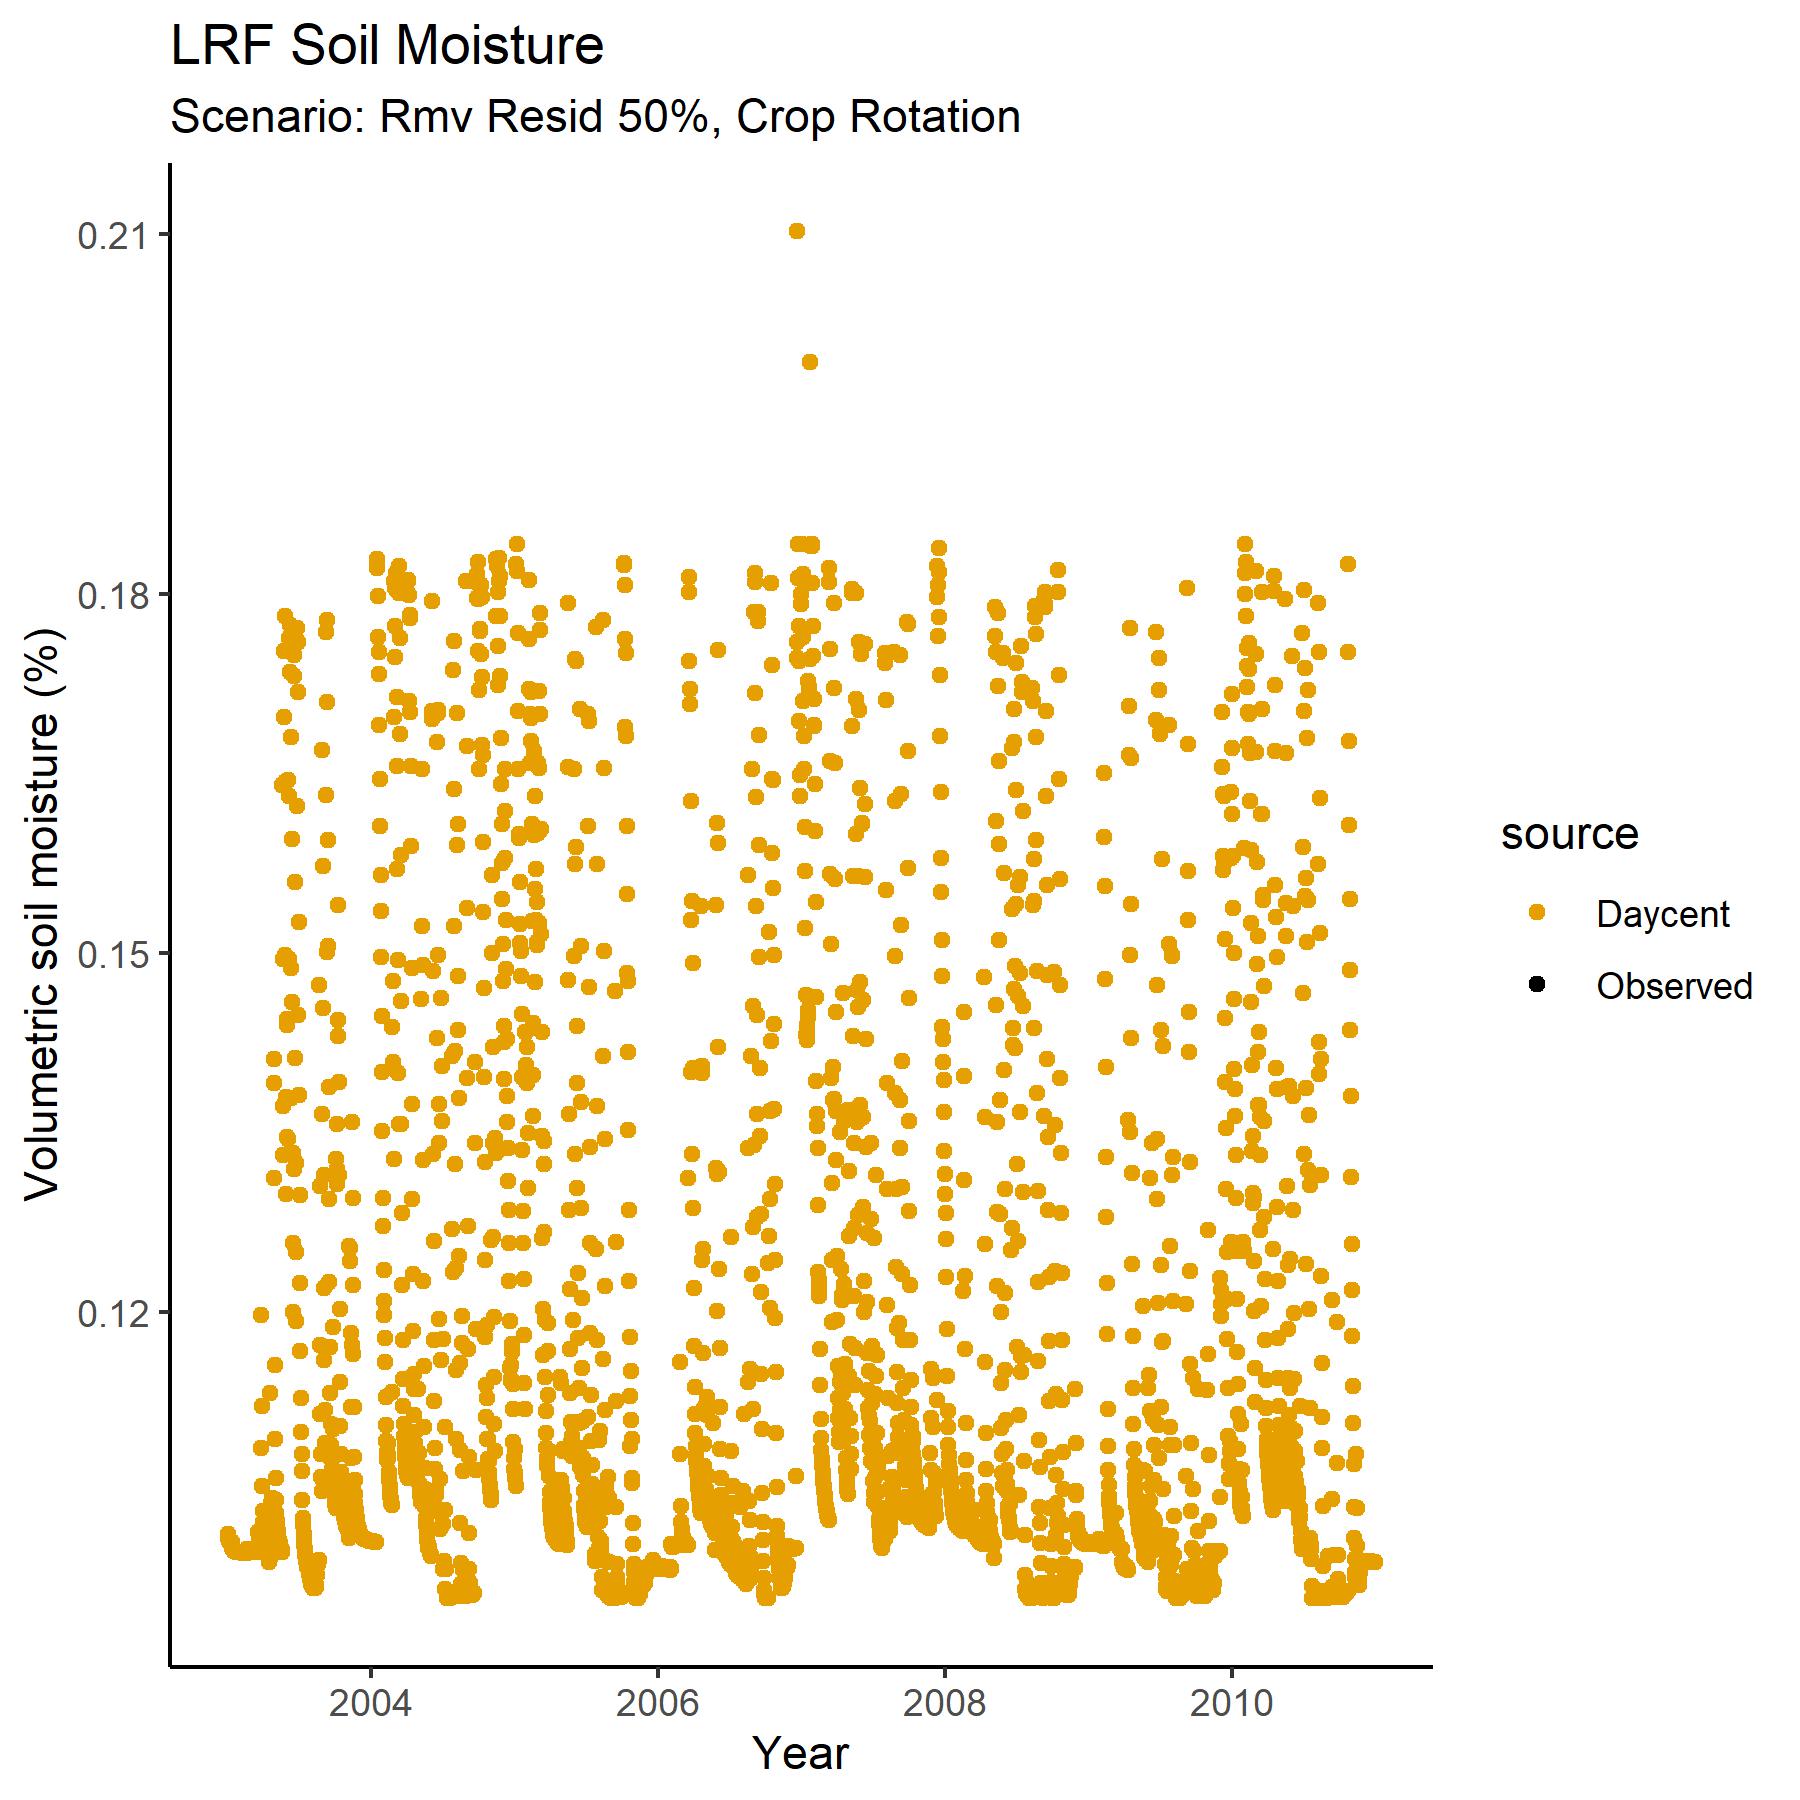 LRF Soil Moisture
Scenario: Rmv Resid 50%, Crop Rotation
Volumetric soil moisture (%)
0.21
0.18
0.15
0.12
2004 2006 2008 2010
Year
source
Daycent
Observed